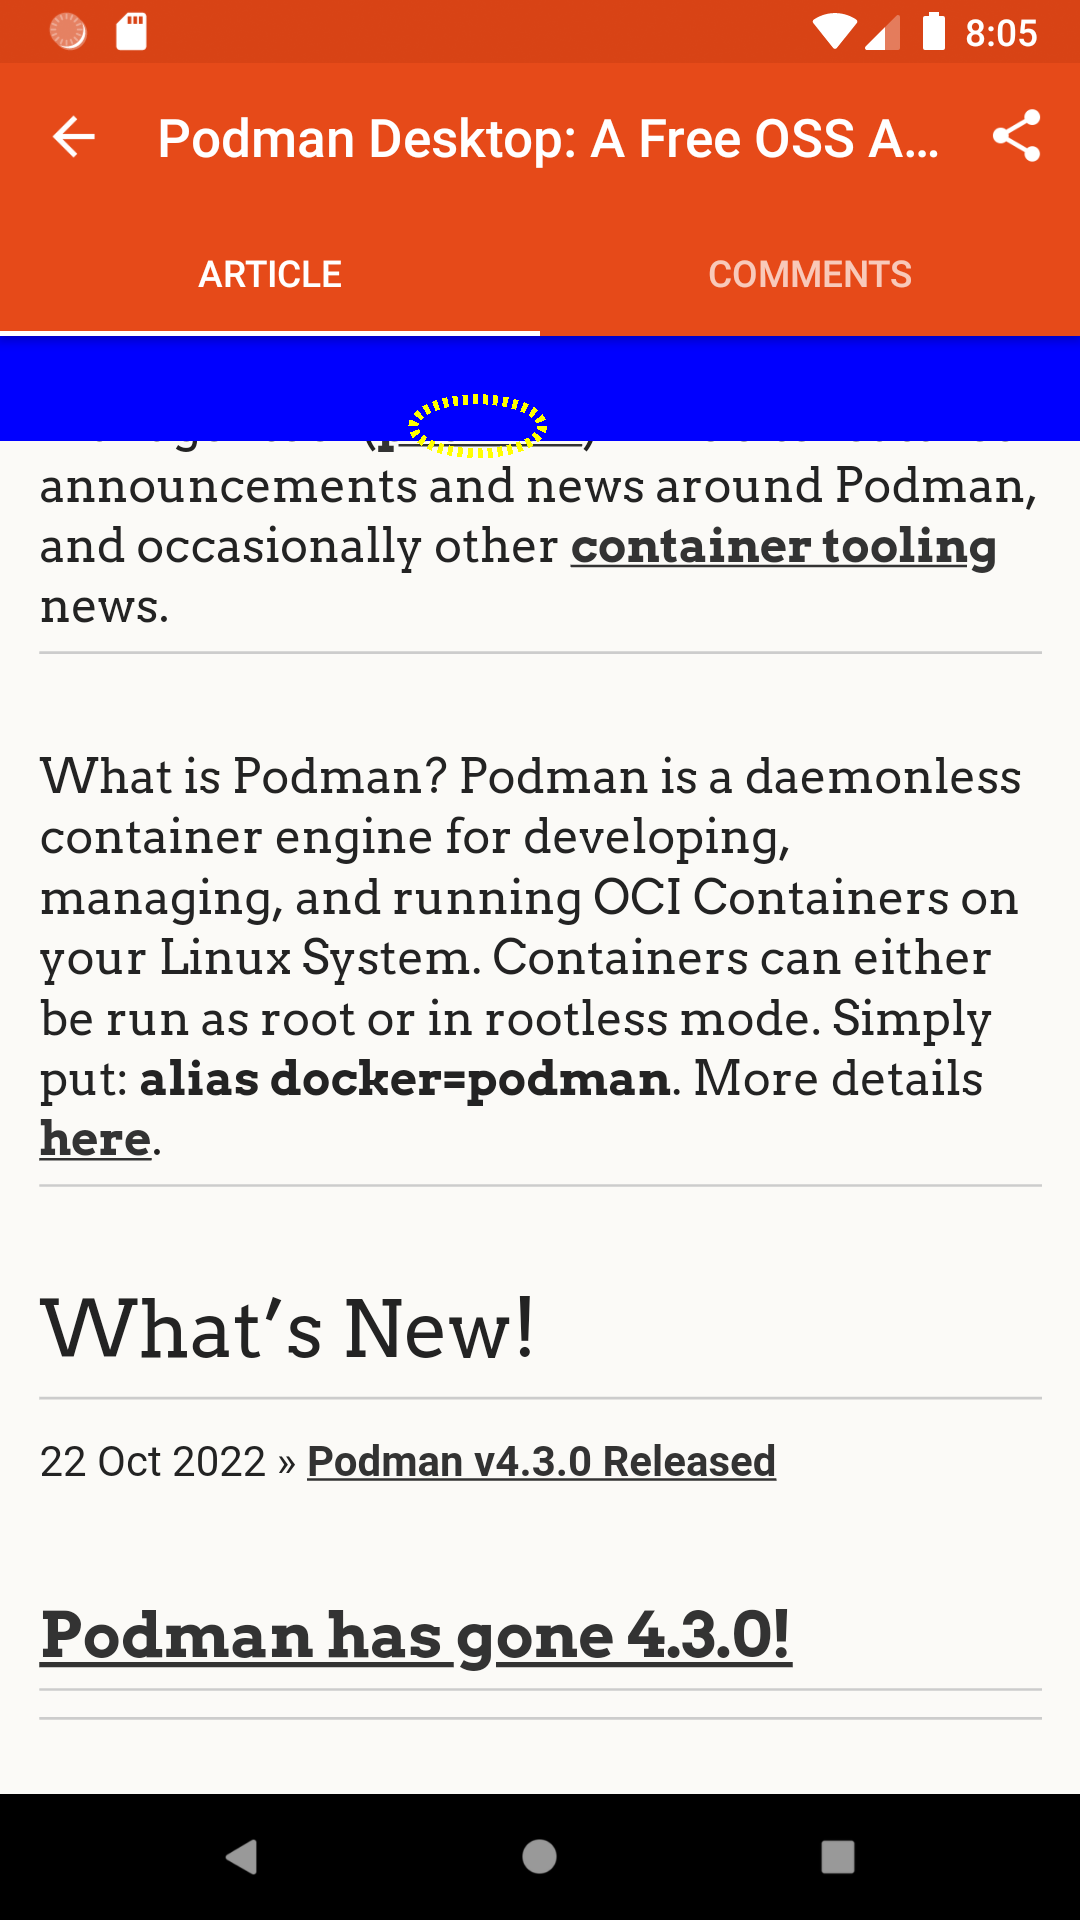 8:05
Podman Desktop: A Free OSS A...
ARTICLE
COMMENTS
announcements and news around Podman,
and occasionally other container tooling
news.
What is Podman? Podman is a daemonless
container engine for developing,
managing, and running OCI Containers on
your Linux System. Containers can either
be run as root or in rootless mode. Simply
put: alias docker=podman. More details
here.
What’s New!
22 Oct 2022 » Podman v4.3.0 Released
Podman has gone 4.3.0!